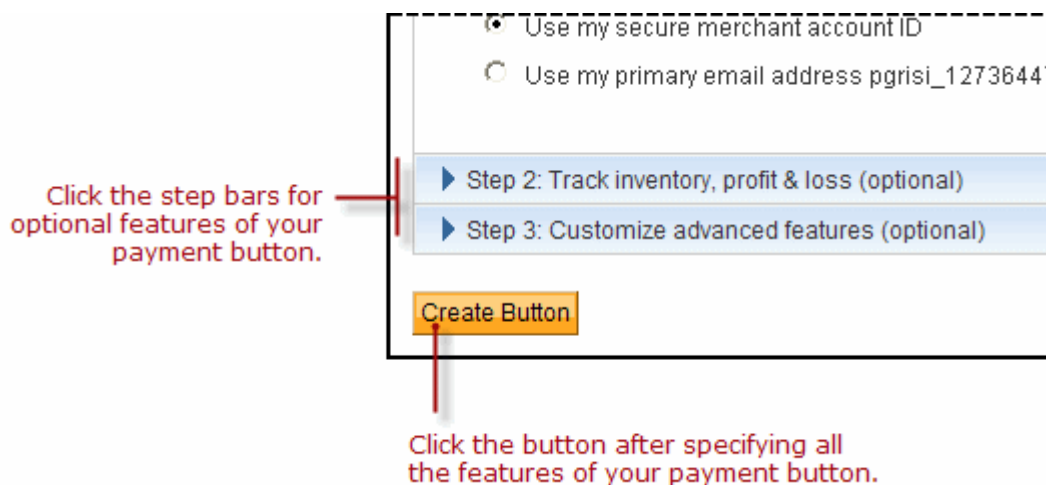 Use my secure merchant account ID
Use my primary email address pgrisi_12736447
Step 2: Track inventory, profit & loss (optional)
Step 3: Customize advanced features (optional)
Click the step bars for
optional features of your
payment button.
Create Button
Click the button after specifying all
the features of your payment button.